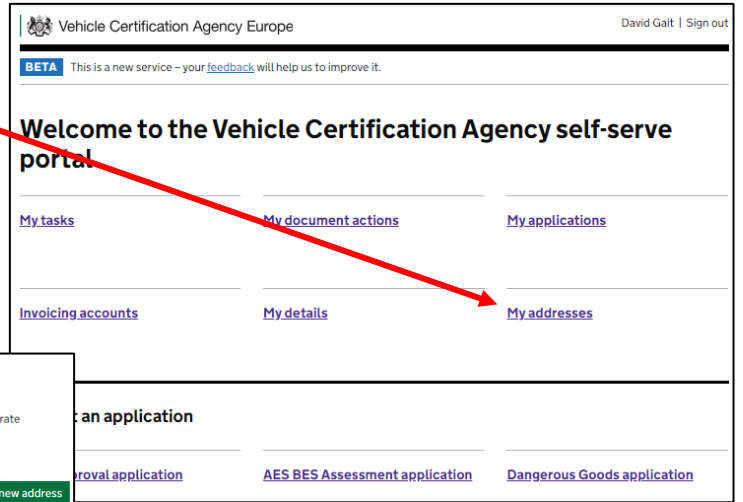 Vehicle Certification Agency Europe
David Gait | Sign out
BETA This is a new service – your feedback will help us to improve it.
Welcome to the Vehicle Certification Agency self-serve
portal
My tasks
My document actions
My applications
Invoicing accounts
My details
My addresses
rate
new address
an application
proval application
AES BES Assessment application
Dangerous Goods application